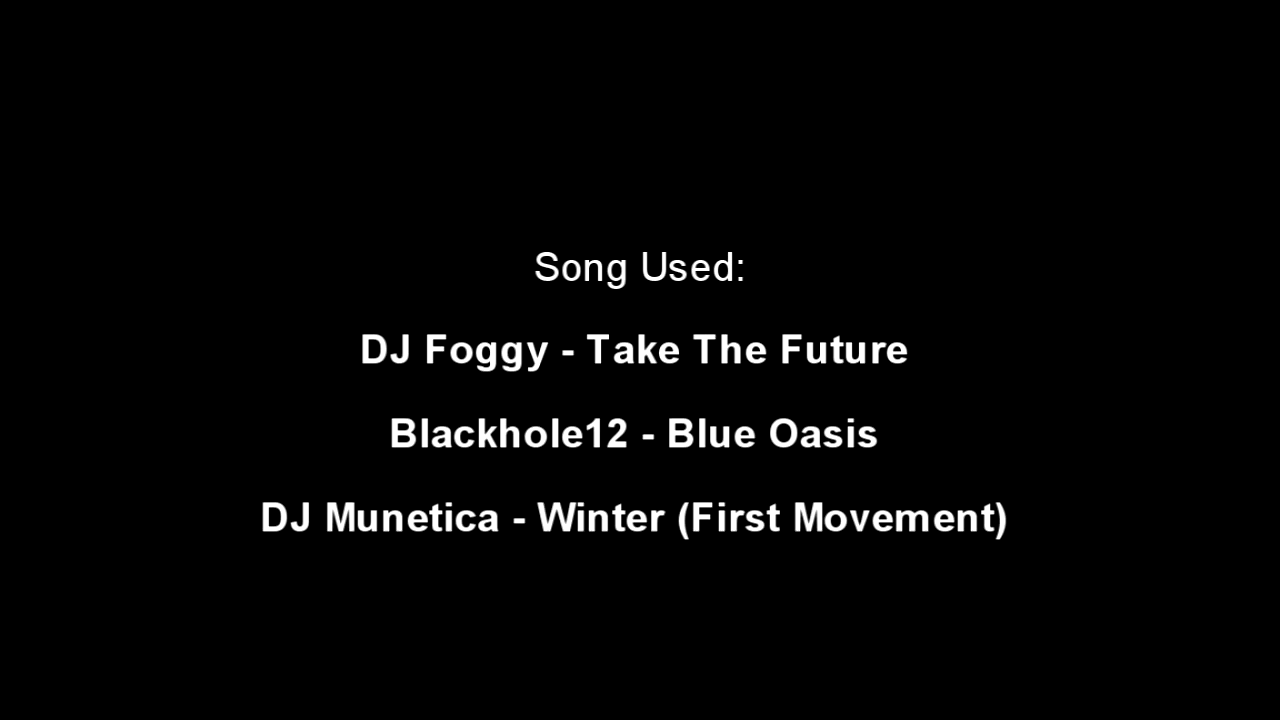 Song Used:
DJ Foggy - Take The Future
Blackhole12 - Blue Oasis
DJ Munetica - Winter (First Movement)